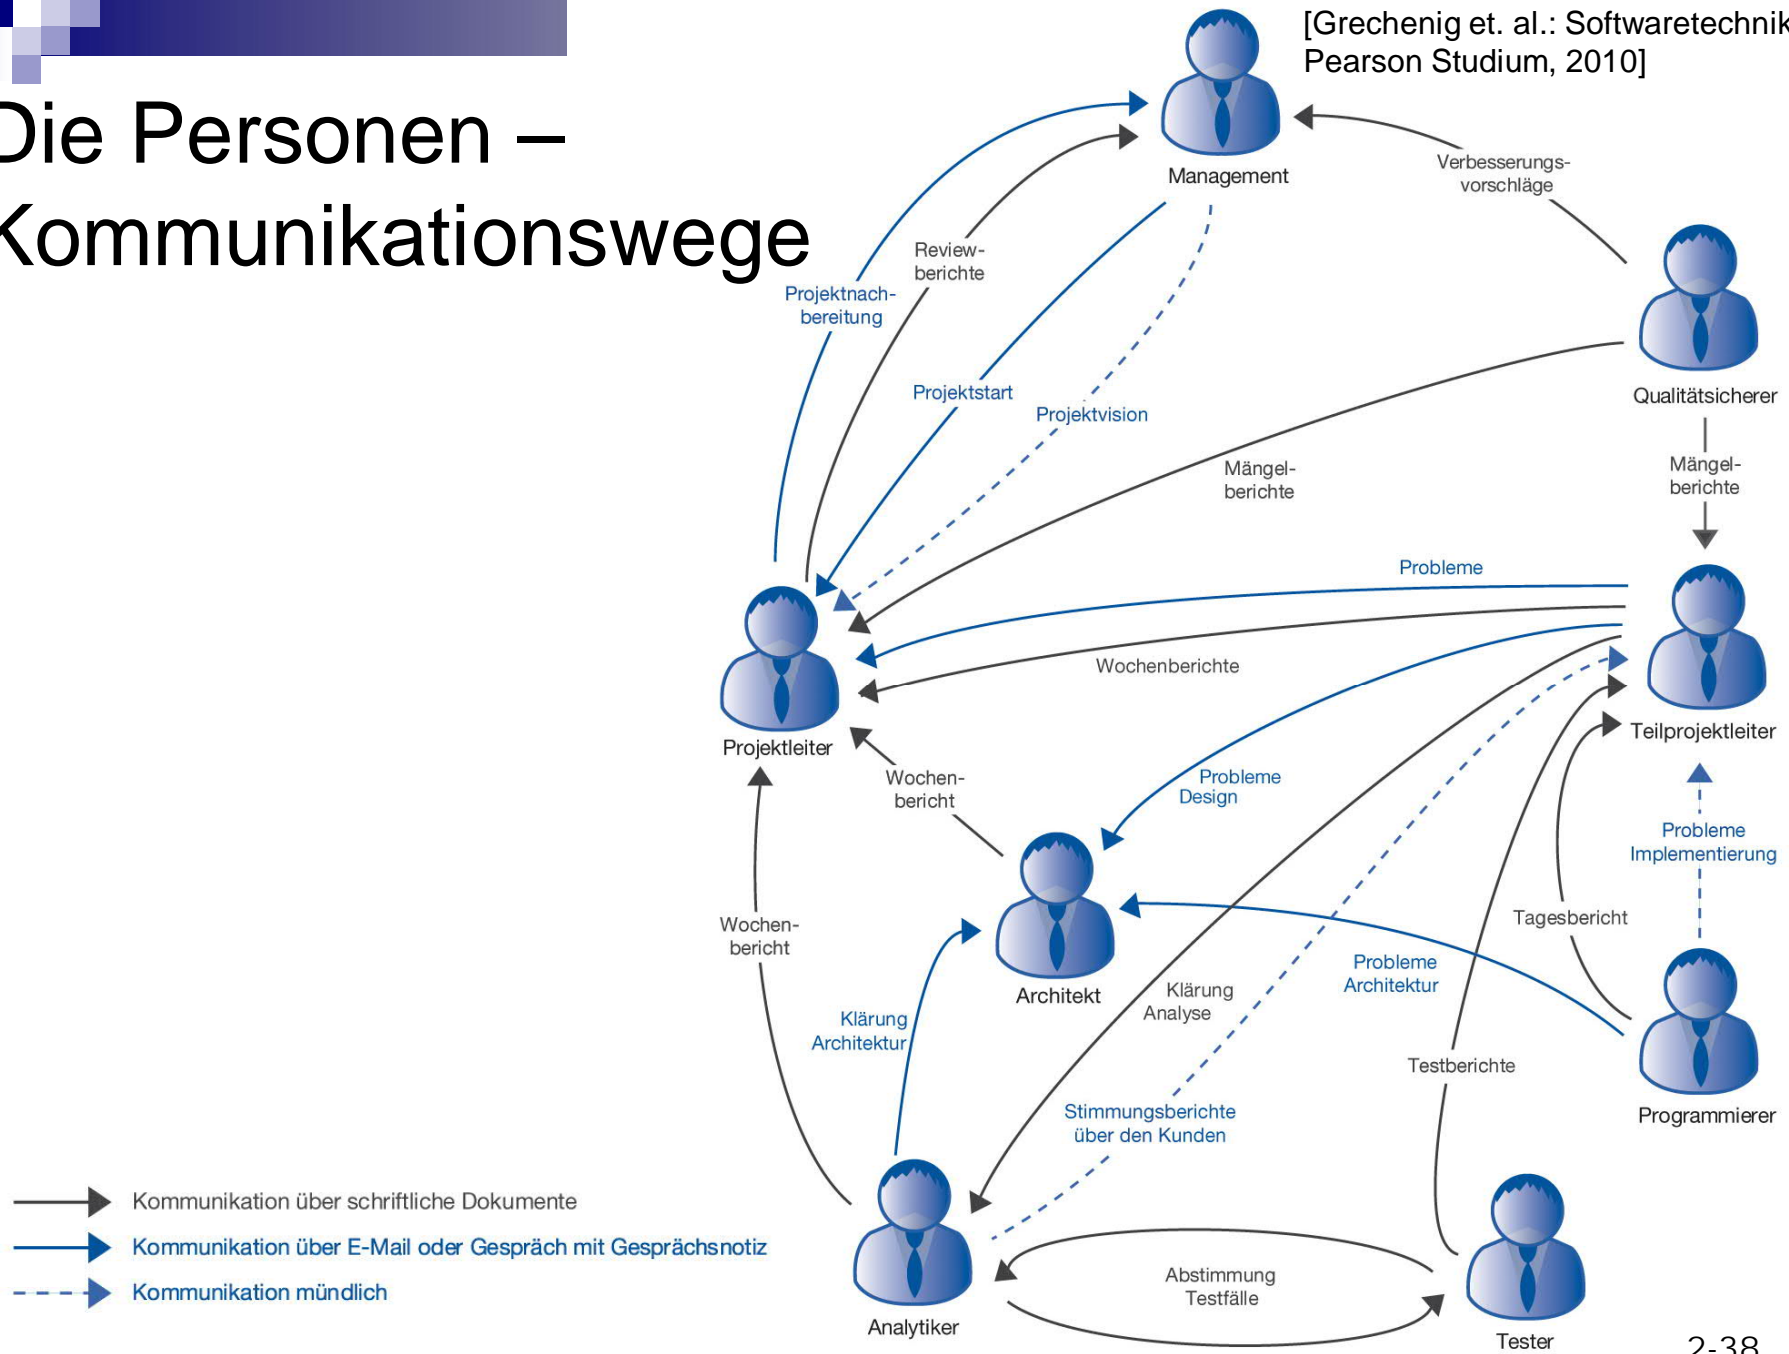 [Grechenig et. al.: Softwaretechnik
Pearson Studium, 2010]
Die Personen –
Kommunikationswege
Management
Verbesserungs-
vorschläge
Review-
berichte
Projektnach-
bereitung
Projektstart
Projektvision
Qualitätsicherer
Mängel-
berichte
Mängel-
berichte
Probleme
Wochenberichte
Projektleiter
Teilprojektleiter
Wochen-
bericht
Probleme
Design
Probleme
Implementierung
Wochen-
bericht
Tagesbericht
Architekt
Klärung
Analyse
Probleme
Architektur
Klärung
Architektur
Testberichte
Programmierer
Stimmungsberichte
über den Kunden
Kommunikation über schriftliche Dokumente
Kommunikation über E-Mail oder Gespräch mit Gesprächsnotiz
Kommunikation mündlich
Abstimmung
Testfälle
Analytiker
Tester
2-38